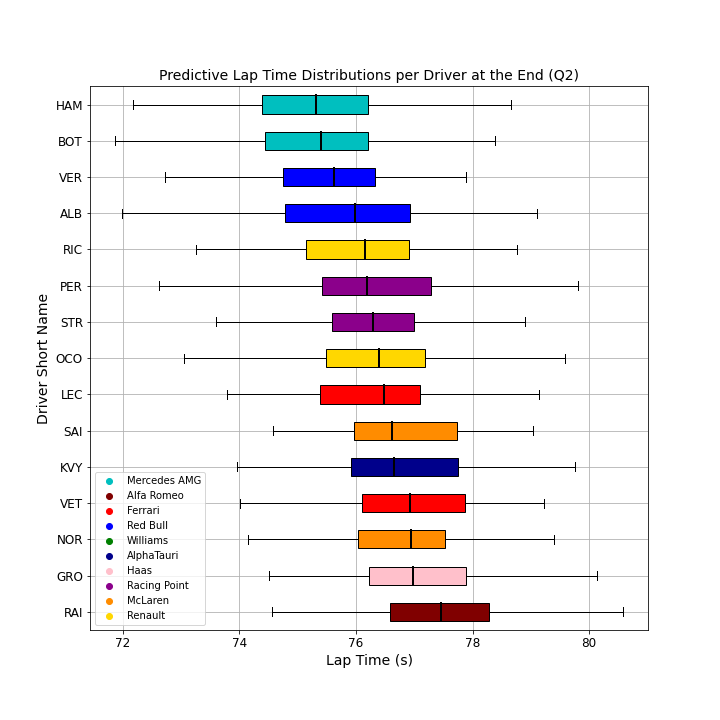 Predictive Lap Time Distributions per Driver at the End (Q2)
HAM
BOT
VER
ALB
RIC
PER
STR
OCO
LEC
SAI
KVY
VET
NOR
GRO
RAI
Driver Short Name
Mercedes AMG
Alfa Romeo
Ferrari
Red Bull
Williams
AlphaTauri
Haas
Racing Point
McLaren
Renault
72 74 76 78 80
Lap Time (s)